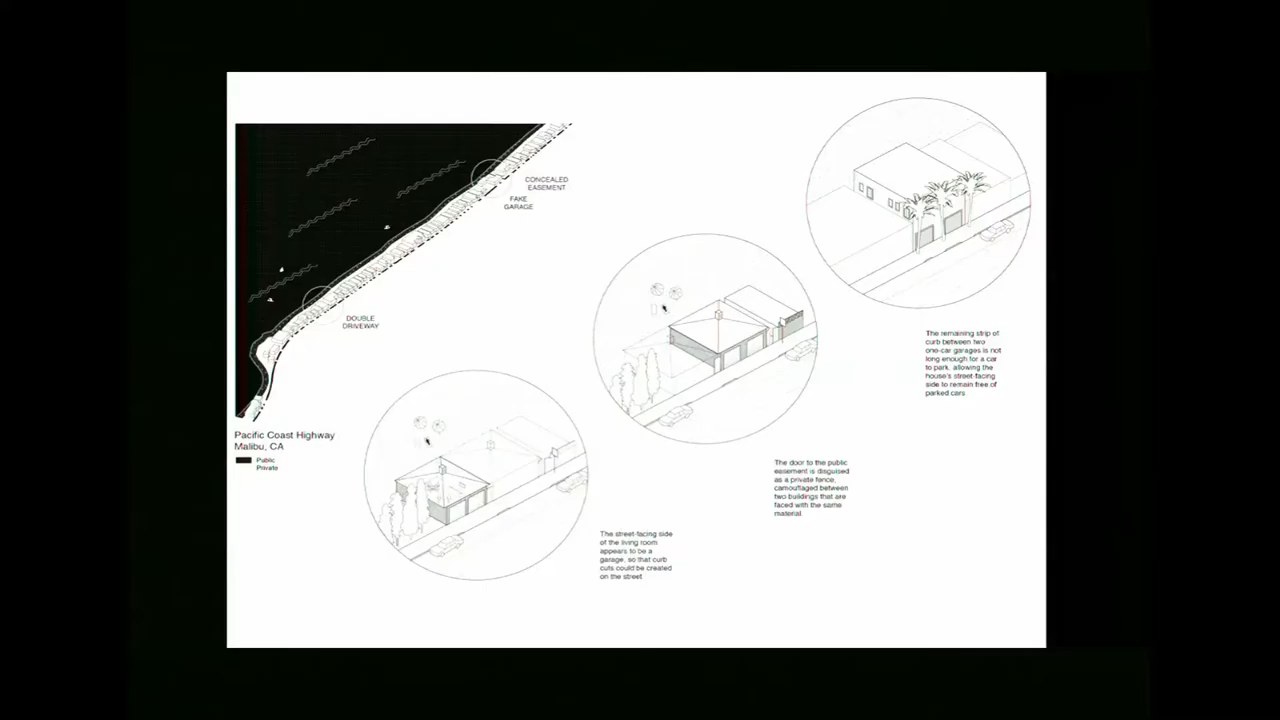 CONCEALED
EASEMENT
FAKE
GARAGE
DOUBLE
DRIVEWAY
Pacific Coast Highway
Malibu, CA
Public
Private
The street-facing side
of the living room
appears to be a
garage, so that curb
cuts could be created
on the street
The door to the public
easement is disguised
as a private fence,
camouflaged between
two buildings that are
faced with the same
material
The remaining strip of
curb between two
one-car garages is not
long enough for a car
to park, allowing the
house's street-facing
side to remain free of
parked cars